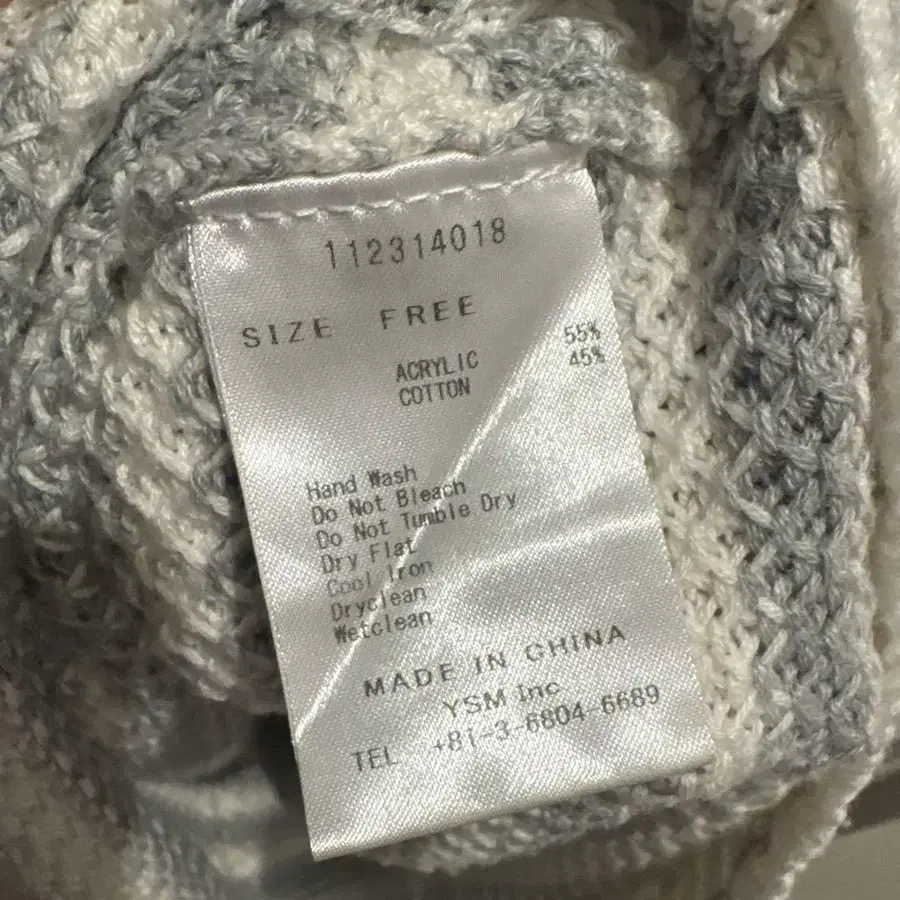 112314018
SIZE FREE
ACRYLIC 55%
COTTON 45%
Hand Wash
Do Not Bleach
Do Not Tumble Dry
Dry Flat
Cool Iron
Dryclean
Wetclean
MADE IN CHINA
YSM Inc
TEL +81-3-6804-6689